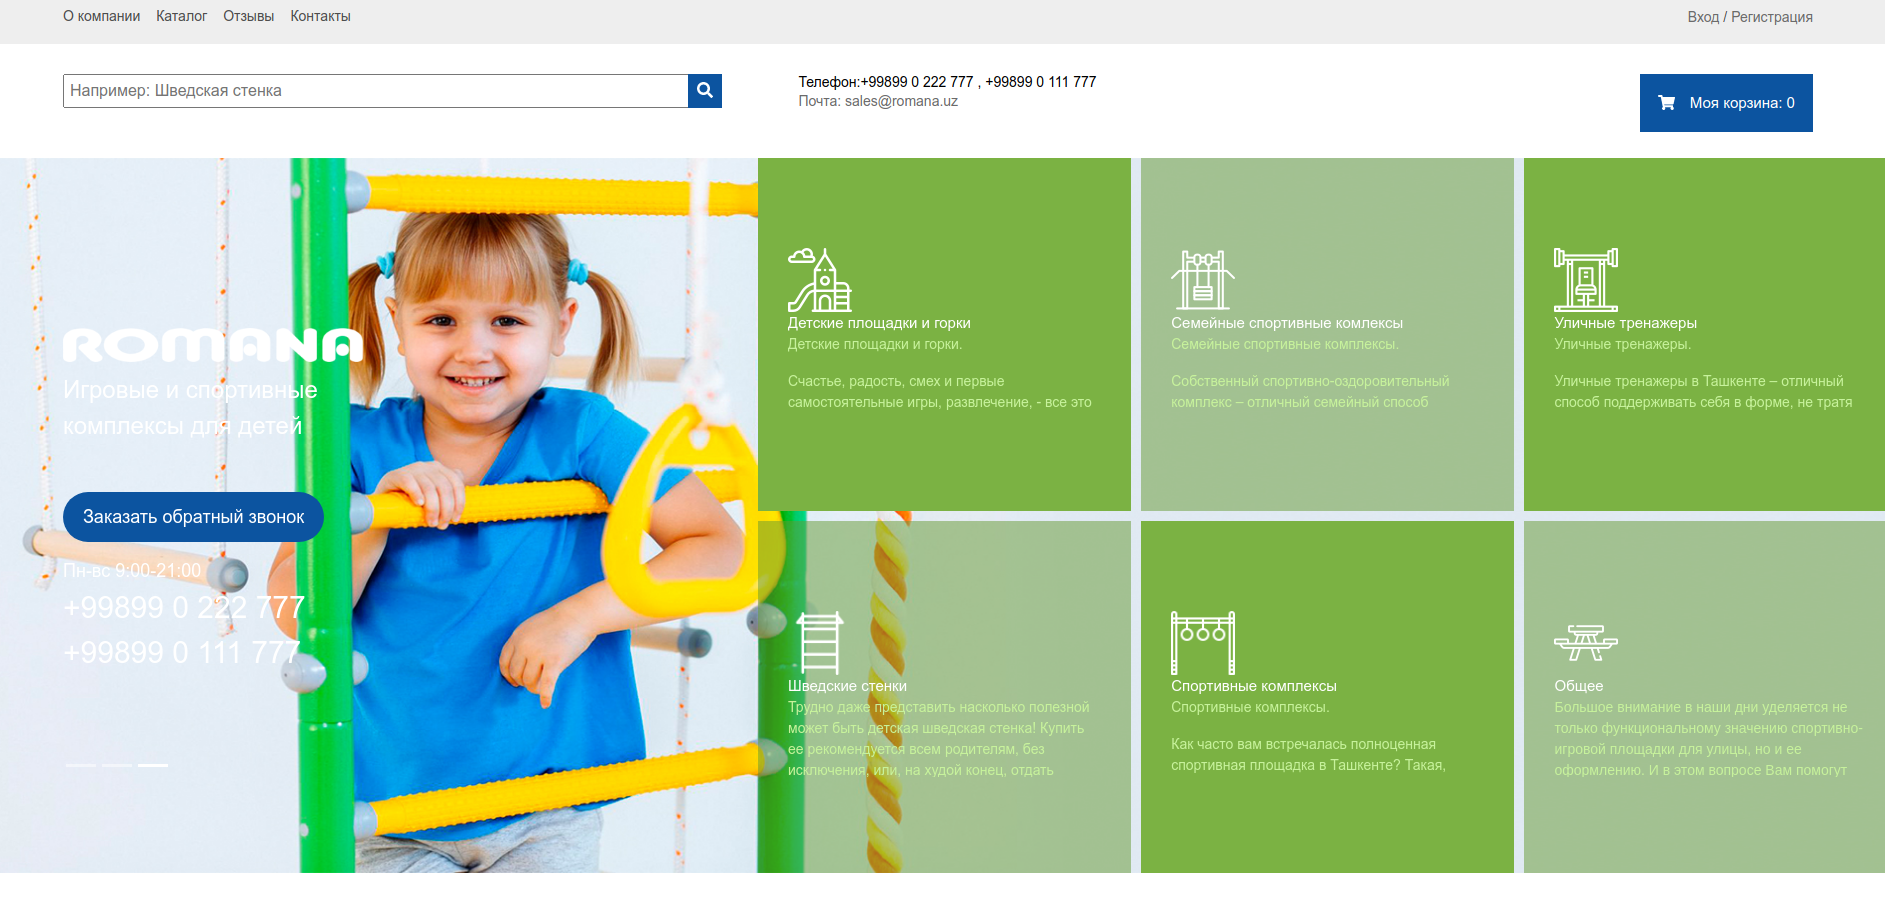 О компании Каталог Отзывы Контакты
Вход / Регистрация
Например: Шведская стенка
Телефон:+99899 0 222 777 , +99899 0 111 777
Почта: sales@romana.uz
Моя корзина: 0
ROMANA
Игровые и спортивные
комплексы для детей
Заказать обратный звонок
Пн-вс 9:00-21:00
+99899 0 222 777
+99899 0 111 777
Детские площадки и горки
Детские площадки и горки.
Счастье, радость, смех и первые
самостоятельные игры, развлечение, - все это
Семейные спортивные комлексы
Семейные спортивные комплексы.
Собственный спортивно-оздоровительный
комплекс – отличный семейный способ
Уличные тренажеры
Уличные тренажеры.
Уличные тренажеры в Ташкенте – отличный
способ поддерживать себя в форме, не тратя
Шведские стенки
Трудно даже представить насколько полезной
может быть детская шведская стенка! Купить
ее рекомендуется всем родителям, без
исключения, или, на худой конец, отдать
Спортивные комплексы
Спортивные комплексы.
Как часто вам встречалась полноценная
спортивная площадка в Ташкенте? Такая,
Общее
Большое внимание в наши дни уделяется не
только функциональному значению спортивно-
игровой площадки для улицы, но и ее
оформлению. И в этом вопросе Вам помогут